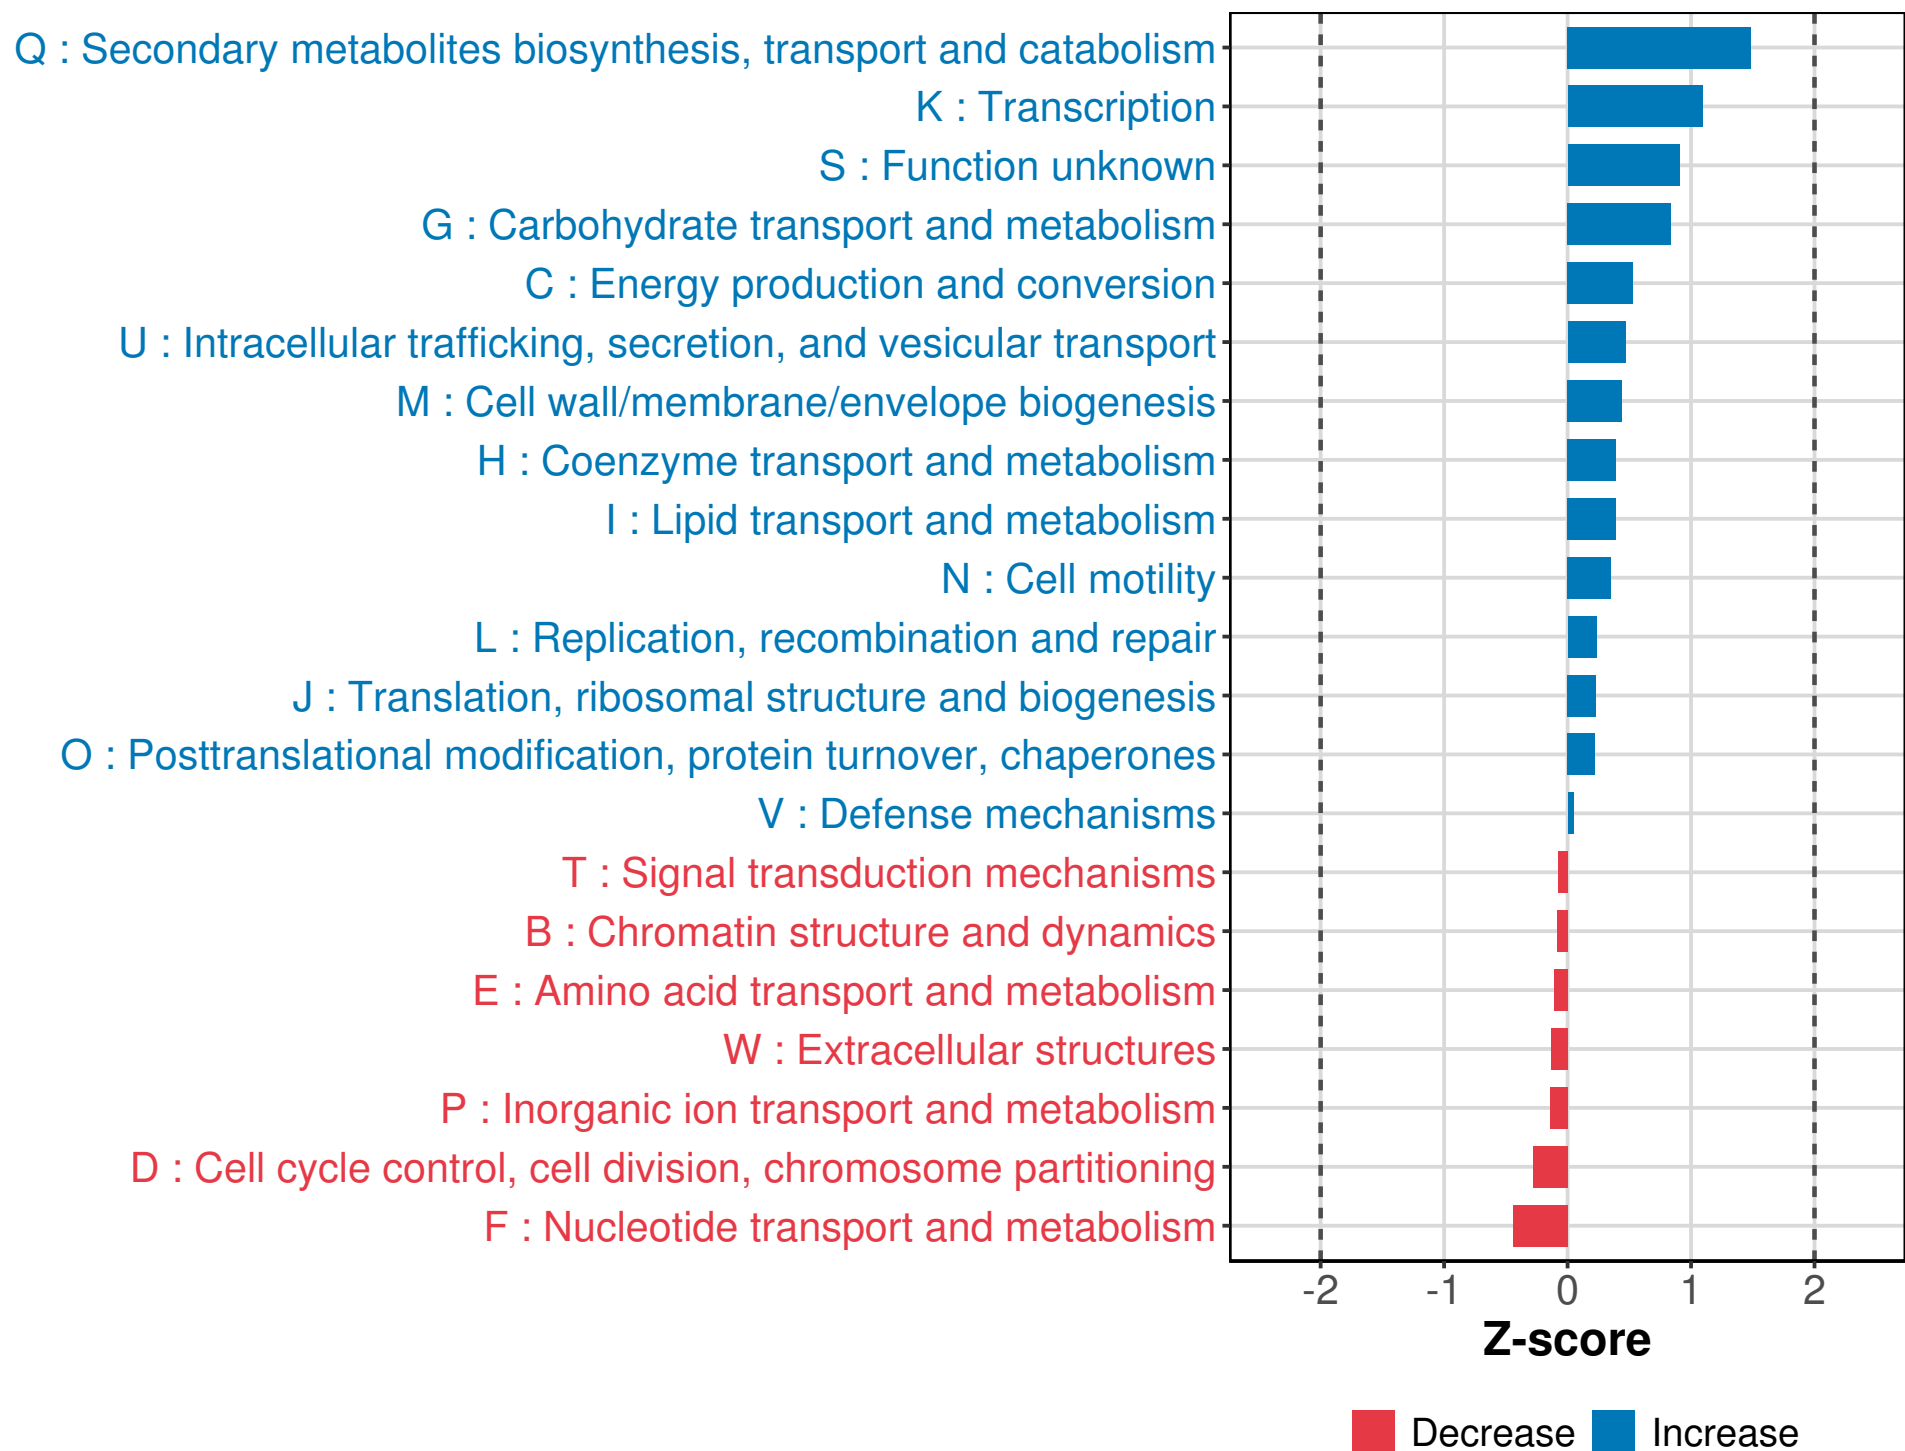 Q : Secondary metabolites biosynthesis, transport and catabolism
K : Transcription
S : Function unknown
G : Carbohydrate transport and metabolism
C : Energy production and conversion
U : Intracellular trafficking, secretion, and vesicular transport
M : Cell wall/membrane/envelope biogenesis
H : Coenzyme transport and metabolism
I : Lipid transport and metabolism
N : Cell motility
L : Replication, recombination and repair
J : Translation, ribosomal structure and biogenesis
O : Posttranslational modification, protein turnover, chaperones
V : Defense mechanisms
T : Signal transduction mechanisms
B : Chromatin structure and dynamics
E : Amino acid transport and metabolism
W : Extracellular structures
P : Inorganic ion transport and metabolism
D : Cell cycle control, cell division, chromosome partitioning
F : Nucleotide transport and metabolism
-2 -1 0 1 2
Z-score
Decrease Increase